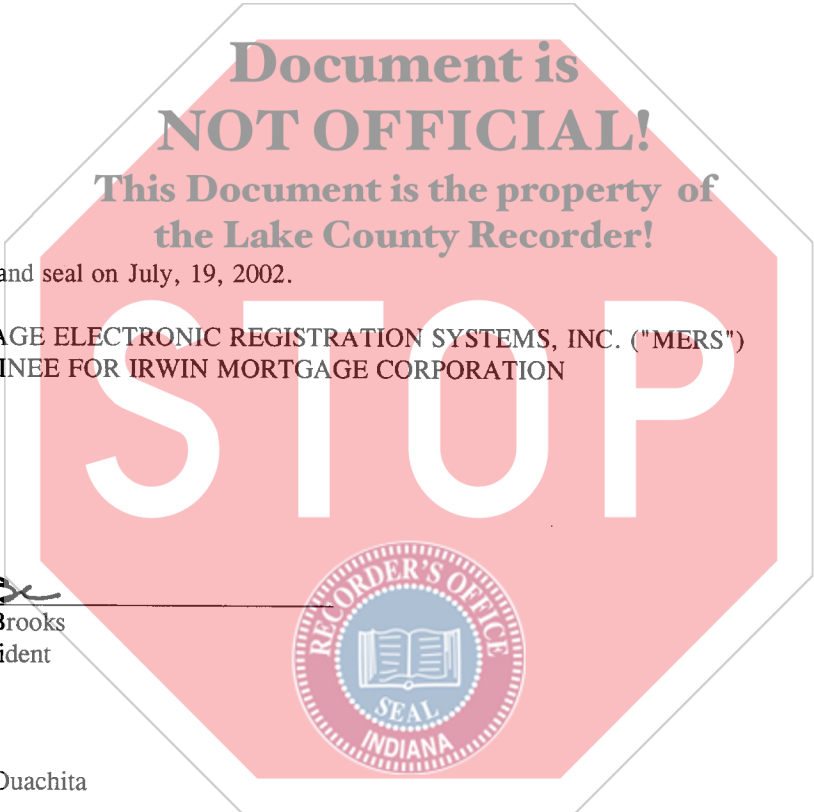 Document is
NOT OFFICIAL!
This Document is the property of
the Lake County Recorder!
and seal on July, 19, 2002.
AGE ELECTRONIC REGISTRATION SYSTEMS, INC. ("MERS")
INEE FOR IRWIN MORTGAGE CORPORATION
STOP
Brooks
ident
RECORDER'S OFFICE
SEAL
INDIANA
Ouachita